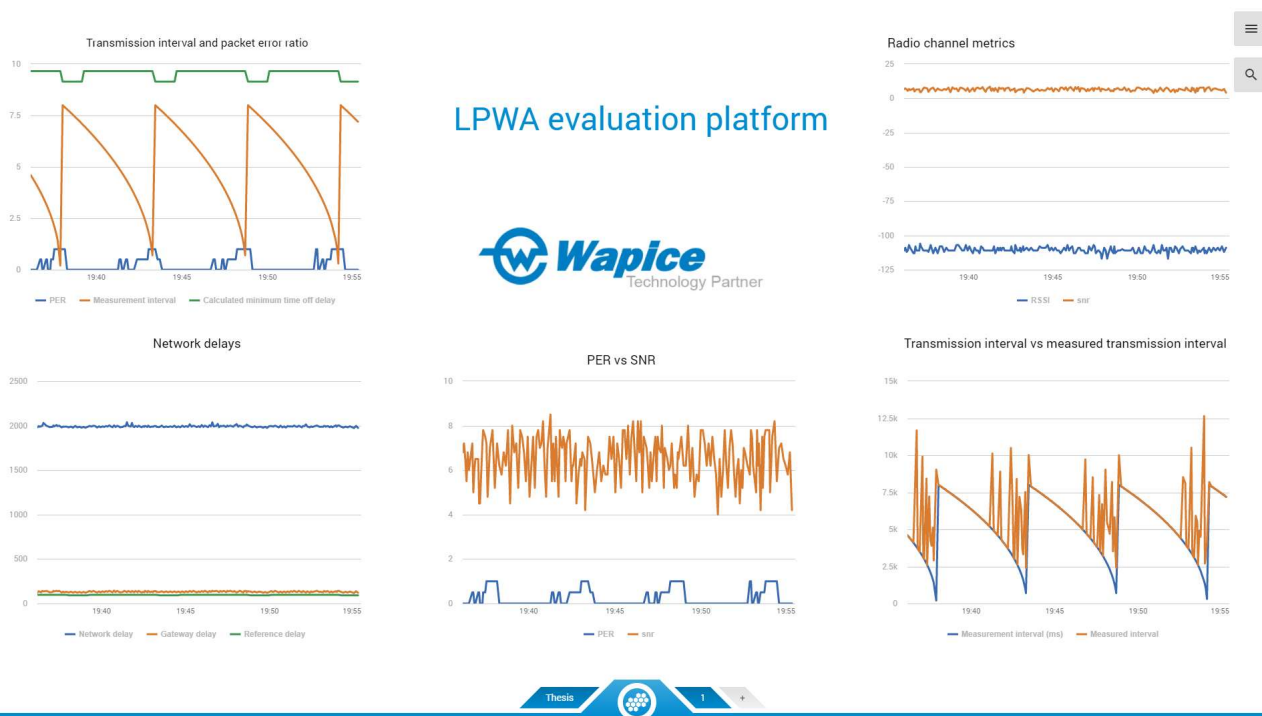 Transmission interval and packet error ratio
10
7.5
5
2.5
0
19:40 19:45 19:50 19:55
PER Measurement interval Calculated minimum time off delay
LPWA evaluation platform
Wapice
Technology Partner
Radio channel metrics
25
0
-25
-50
-75
-100
-125
19:40 19:45 19:50 19:55
RSSI snr
Network delays
2500
2000
1500
1000
500
0
19:40 19:45 19:50 19:55
Network delay Gateway delay Reference delay
PER vs SNR
10
8
6
4
2
0
19:40 19:45 19:50 19:55
PER snr
Transmission interval vs measured transmission interval
15k
12.5k
10k
7.5k
5k
2.5k
0
19:40 19:45 19:50 19:55
Measurement interval (ms) Measured interval
Thesis 1 +